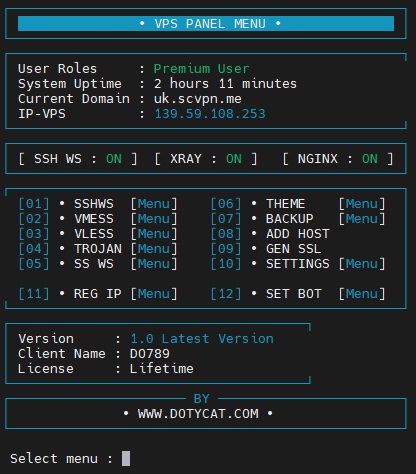 • VPS PANEL MENU •
User Roles : Premium User
System Uptime : 2 hours 11 minutes
Current Domain : uk.scvpn.me
IP-VPS : 139.59.108.253
[ SSH WS : ON ] [ XRAY : ON ] [ NGINX : ON ]
[01] • SSHWS [Menu] [06] • THEME [Menu]
[02] • VMESS [Menu] [07] • BACKUP [Menu]
[03] • VLESS [Menu] [08] • ADD HOST
[04] • TROJAN [Menu] [09] • GEN SSL
[05] • SS WS [Menu] [10] • SETTINGS [Menu]
[11] • REG IP [Menu] [12] • SET BOT [Menu]
Version : 1.0 Latest Version
Client Name : DO789
License : Lifetime
BY
• WWW.DOTYCAT.COM •
Select menu :